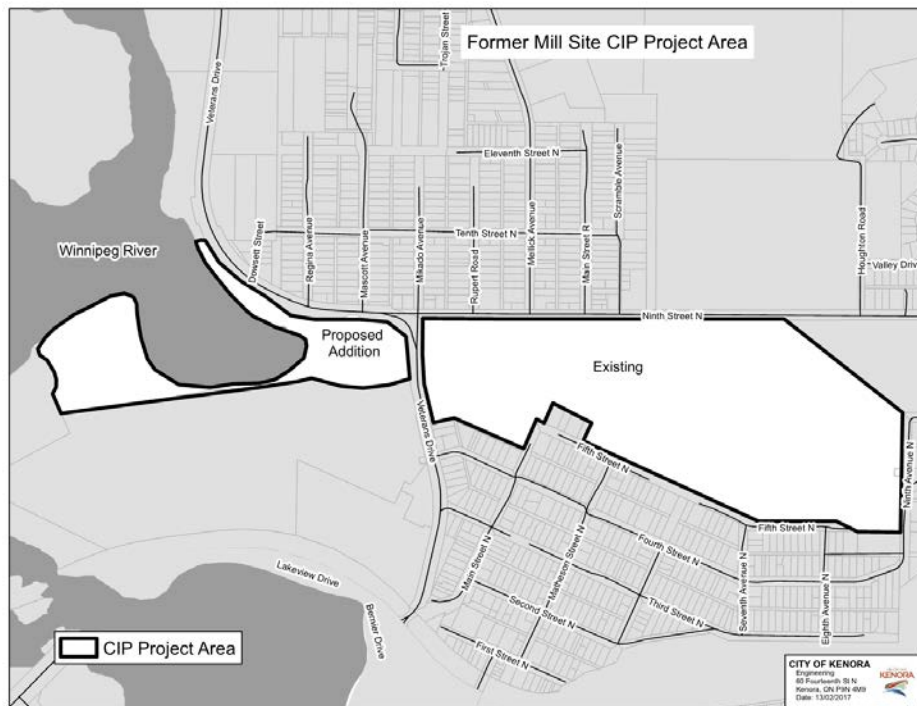 Former Mill Site CIP Project Area
Trojan Street
Veterans Drive
Eleventh Street N
Scramble Avenue
Houghton Road
Valley Driv
Dowsett Street
Regina Avenue
Mascott Avenue
Mikado Avenue
Tenth Street N
Rupert Road
Mellick Avenue
Main Street R
Winnipeg River
Ninth Street N
Proposed
Addition
Existing
Veterans Drive
Fifth Street N
Ninth Avenue N
Fifth Street N
Main Street N
Matheson Street N
Fourth Street N
Seventh Avenue N
Eighth Avenue N
Lakeview Drive
Bernier Drive
Second Street N
Third Street N
First Street N
CIP Project Area
CITY OF KENORA
Engineering
60 Fourteenth St N
Kenora, ON P9N 4M9
Date: 13/02/2017
KENORA